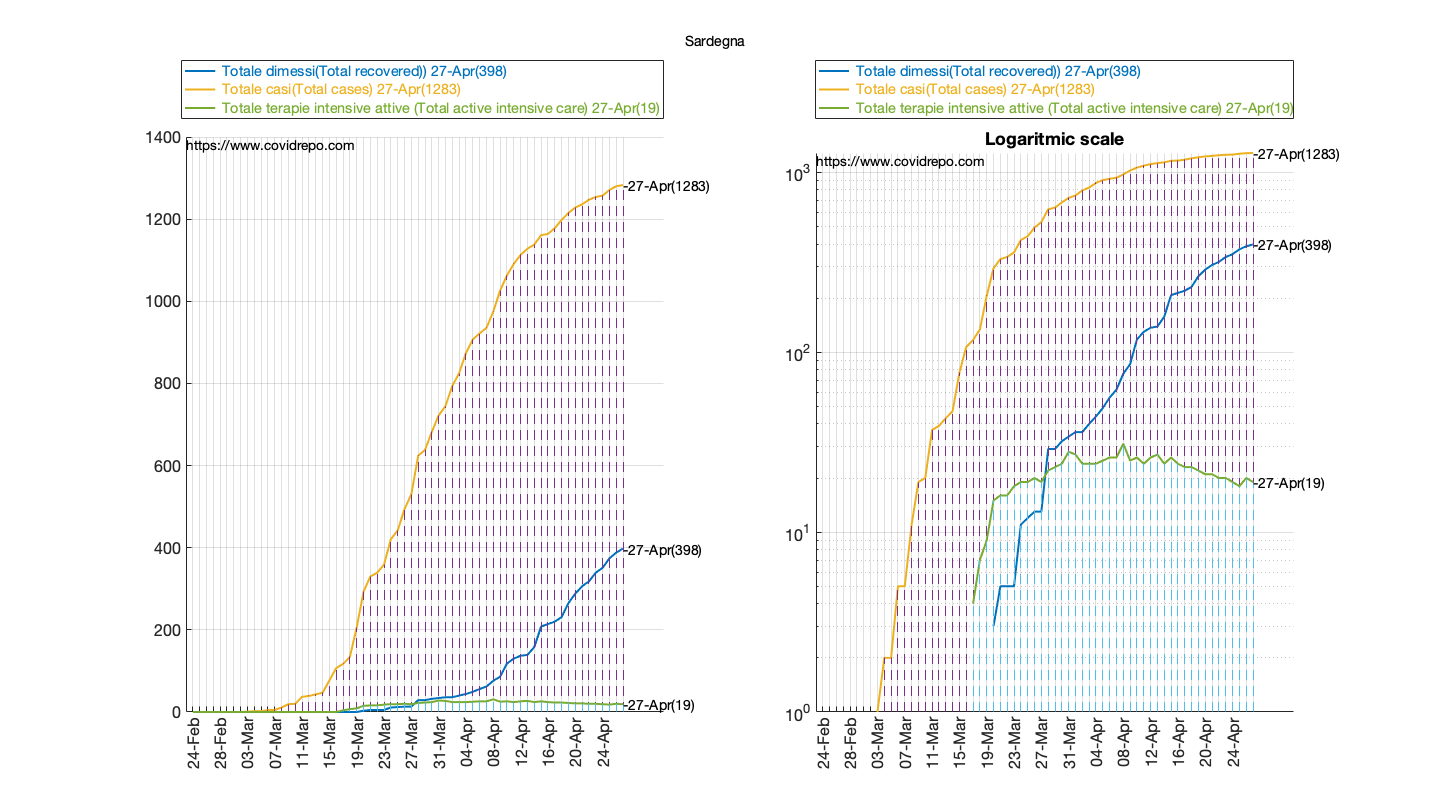 Sardegna
Totale dimessi(Total recovered)) 27-Apr(398)
Totale casi(Total cases) 27-Apr(1283)
Totale terapie intensive attive (Total active intensive care) 27-Apr(19)
https://www.covidrepo.com
1400
1200
1000
800
600
400
200
0
-27-Apr(1283)
-27-Apr(398)
-27-Apr(19)
24-Feb
28-Feb
03-Mar
07-Mar
11-Mar
15-Mar
19-Mar
23-Mar
27-Mar
31-Mar
04-Apr
08-Apr
12-Apr
16-Apr
20-Apr
24-Apr
Totale dimessi(Total recovered)) 27-Apr(398)
Totale casi(Total cases) 27-Apr(1283)
Totale terapie intensive attive (Total active intensive care) 27-Apr(19)
Logaritmic scale
https://www.covidrepo.com
10³
10²
10¹
10⁰
-27-Apr(1283)
-27-Apr(398)
-27-Apr(19)
24-Feb
28-Feb
03-Mar
07-Mar
11-Mar
15-Mar
19-Mar
23-Mar
27-Mar
31-Mar
04-Apr
08-Apr
12-Apr
16-Apr
20-Apr
24-Apr